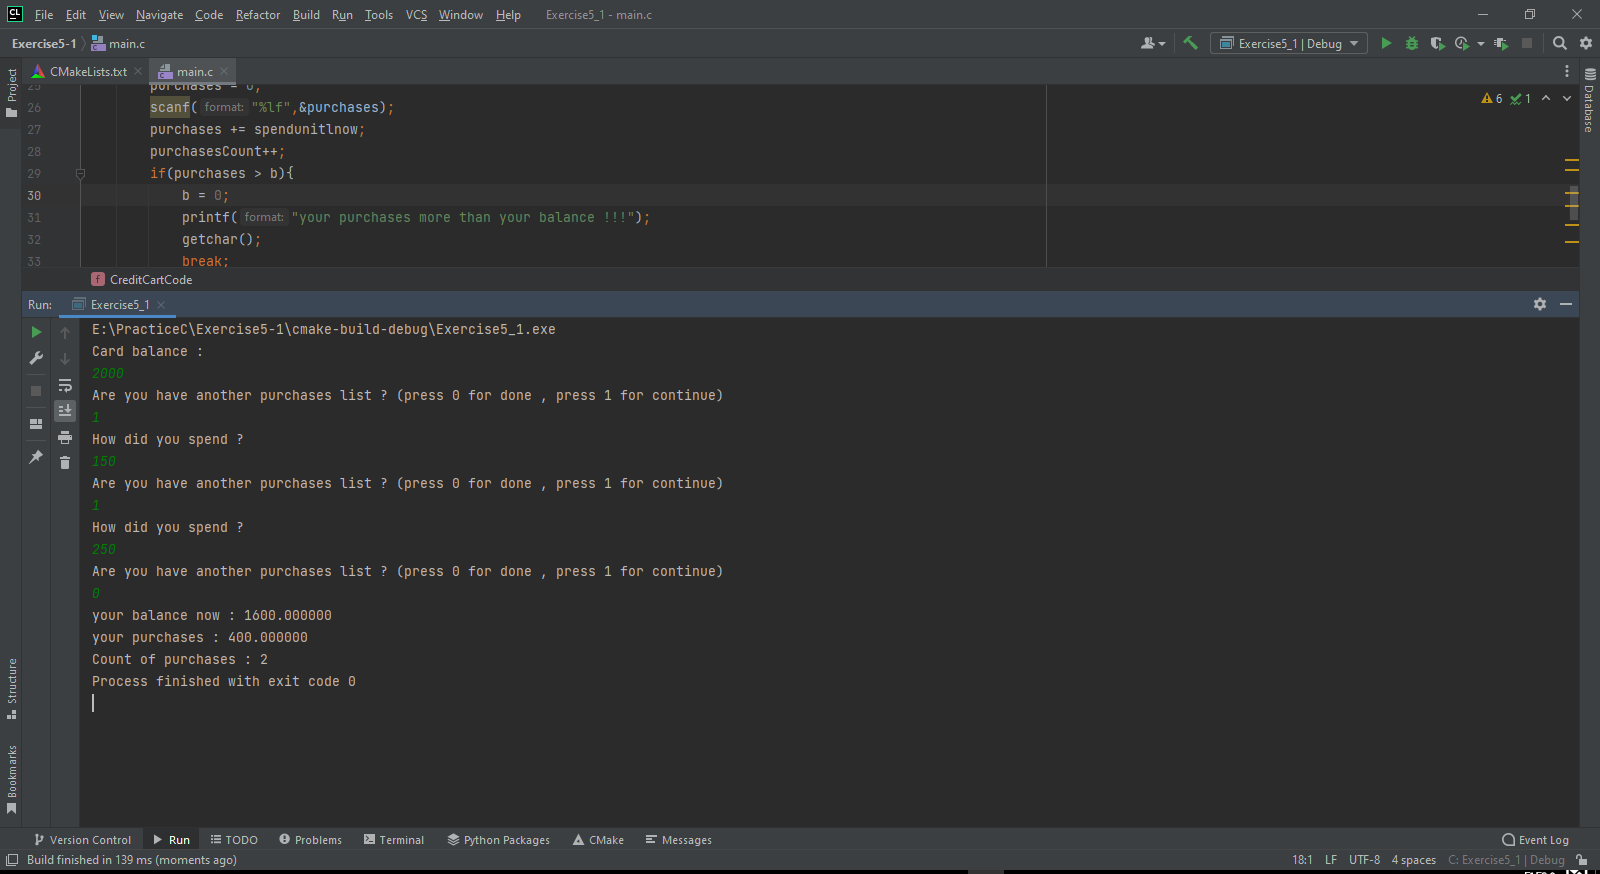 CL File Edit View Navigate Code Refactor Build Run Tools VCS Window Help Exercise5_1 - main.c
Exercise5-1 main.c Exercise5_1 | Debug
Project CMakeLists.txt main.c
25 purchases = 0;
26 scanf( format: "%lf",&purchases); 6 1
27 purchases += spendunitlnow;
28 purchasesCount++;
29 if(purchases > b){
30 b = 0;
31 printf( format: "your purchases more than your balance !!!");
32 getchar();
33 break;
Database
f CreditCartCode
Run: Exercise5_1
E:\PracticeC\Exercise5-1\cmake-build-debug\Exercise5_1.exe
Card balance :
2000
Are you have another purchases list ? (press 0 for done , press 1 for continue)
1
How did you spend ?
150
Are you have another purchases list ? (press 0 for done , press 1 for continue)
1
How did you spend ?
250
Are you have another purchases list ? (press 0 for done , press 1 for continue)
0
your balance now : 1600.000000
your purchases : 400.000000
Count of purchases : 2
Process finished with exit code 0
Structure
Bookmarks
Version Control Run TODO Problems Terminal Python Packages CMake Messages Event Log
Build finished in 139 ms (moments ago) 18:1 LF UTF-8 4 spaces C: Exercise5_1 | Debug